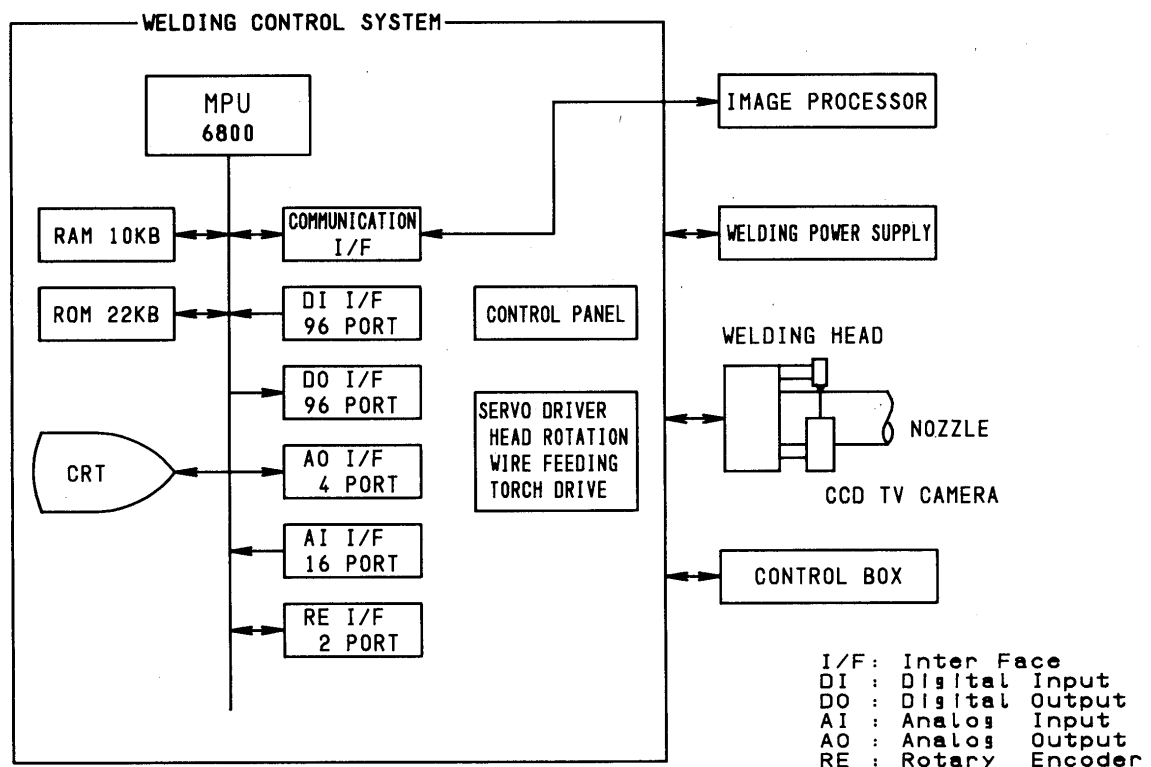 WELDING CONTROL SYSTEM
MPU
6800
RAM 10KB
COMMUNICATION
I/F
ROM 22KB
DI I/F
96 PORT
DO I/F
96 PORT
CRT
AO I/F
4 PORT
AI I/F
16 PORT
RE I/F
2 PORT
CONTROL PANEL
SERVO DRIVER
HEAD ROTATION
WIRE FEEDING
TORCH DRIVE
IMAGE PROCESSOR
WELDING POWER SUPPLY
WELDING HEAD
NOZZLE
CCD TV CAMERA
CONTROL BOX
I/F: Inter Face
DI : Digital Input
DO : Digital Output
AI : Analog Input
AO : Analog Output
RE : Rotary Encoder